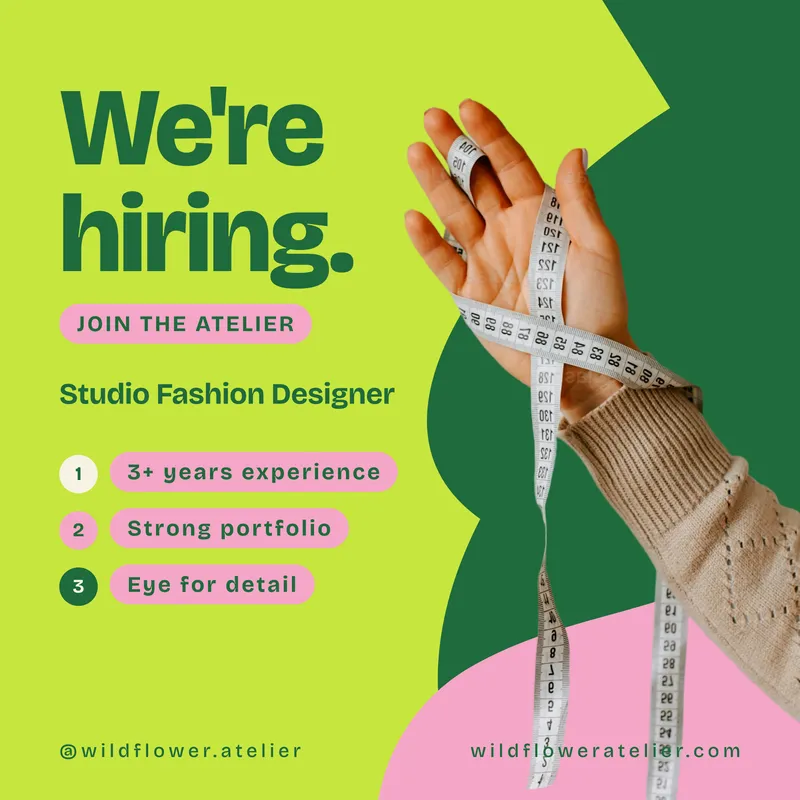 We're
hiring.
JOIN THE ATELIER
Studio Fashion Designer
1 3+ years experience
2 Strong portfolio
3 Eye for detail
@wildflower.atelier
wildfloweratelier.com